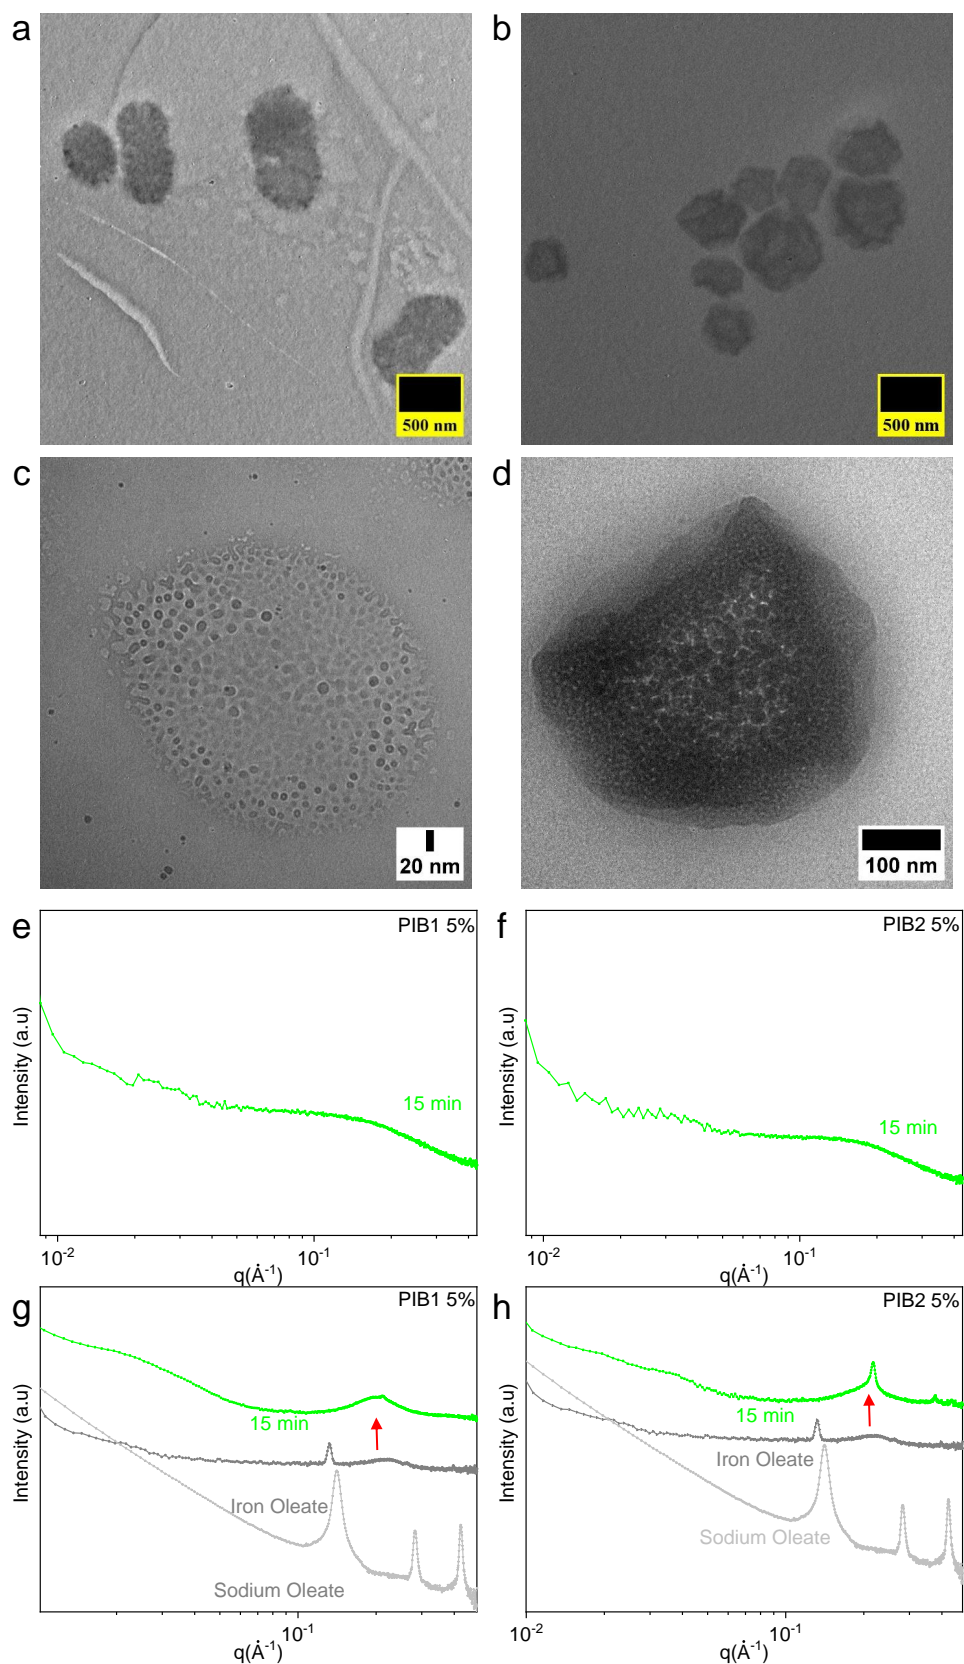 a
b
500 nm
500 nm
c
d
20 nm
100 nm
e
PIB1 5%
Intensity (a.u)
15 min
10-2
10-1
q(Å-1)
f
PIB2 5%
Intensity (a.u)
15 min
10-2
10-1
q(Å-1)
g
PIB1 5%
Intensity (a.u)
15 min
Iron Oleate
Sodium Oleate
10-1
q(Å-1)
h
PIB2 5%
Intensity (a.u)
15 min
Iron Oleate
Sodium Oleate
10-2
10-1
q(Å-1)